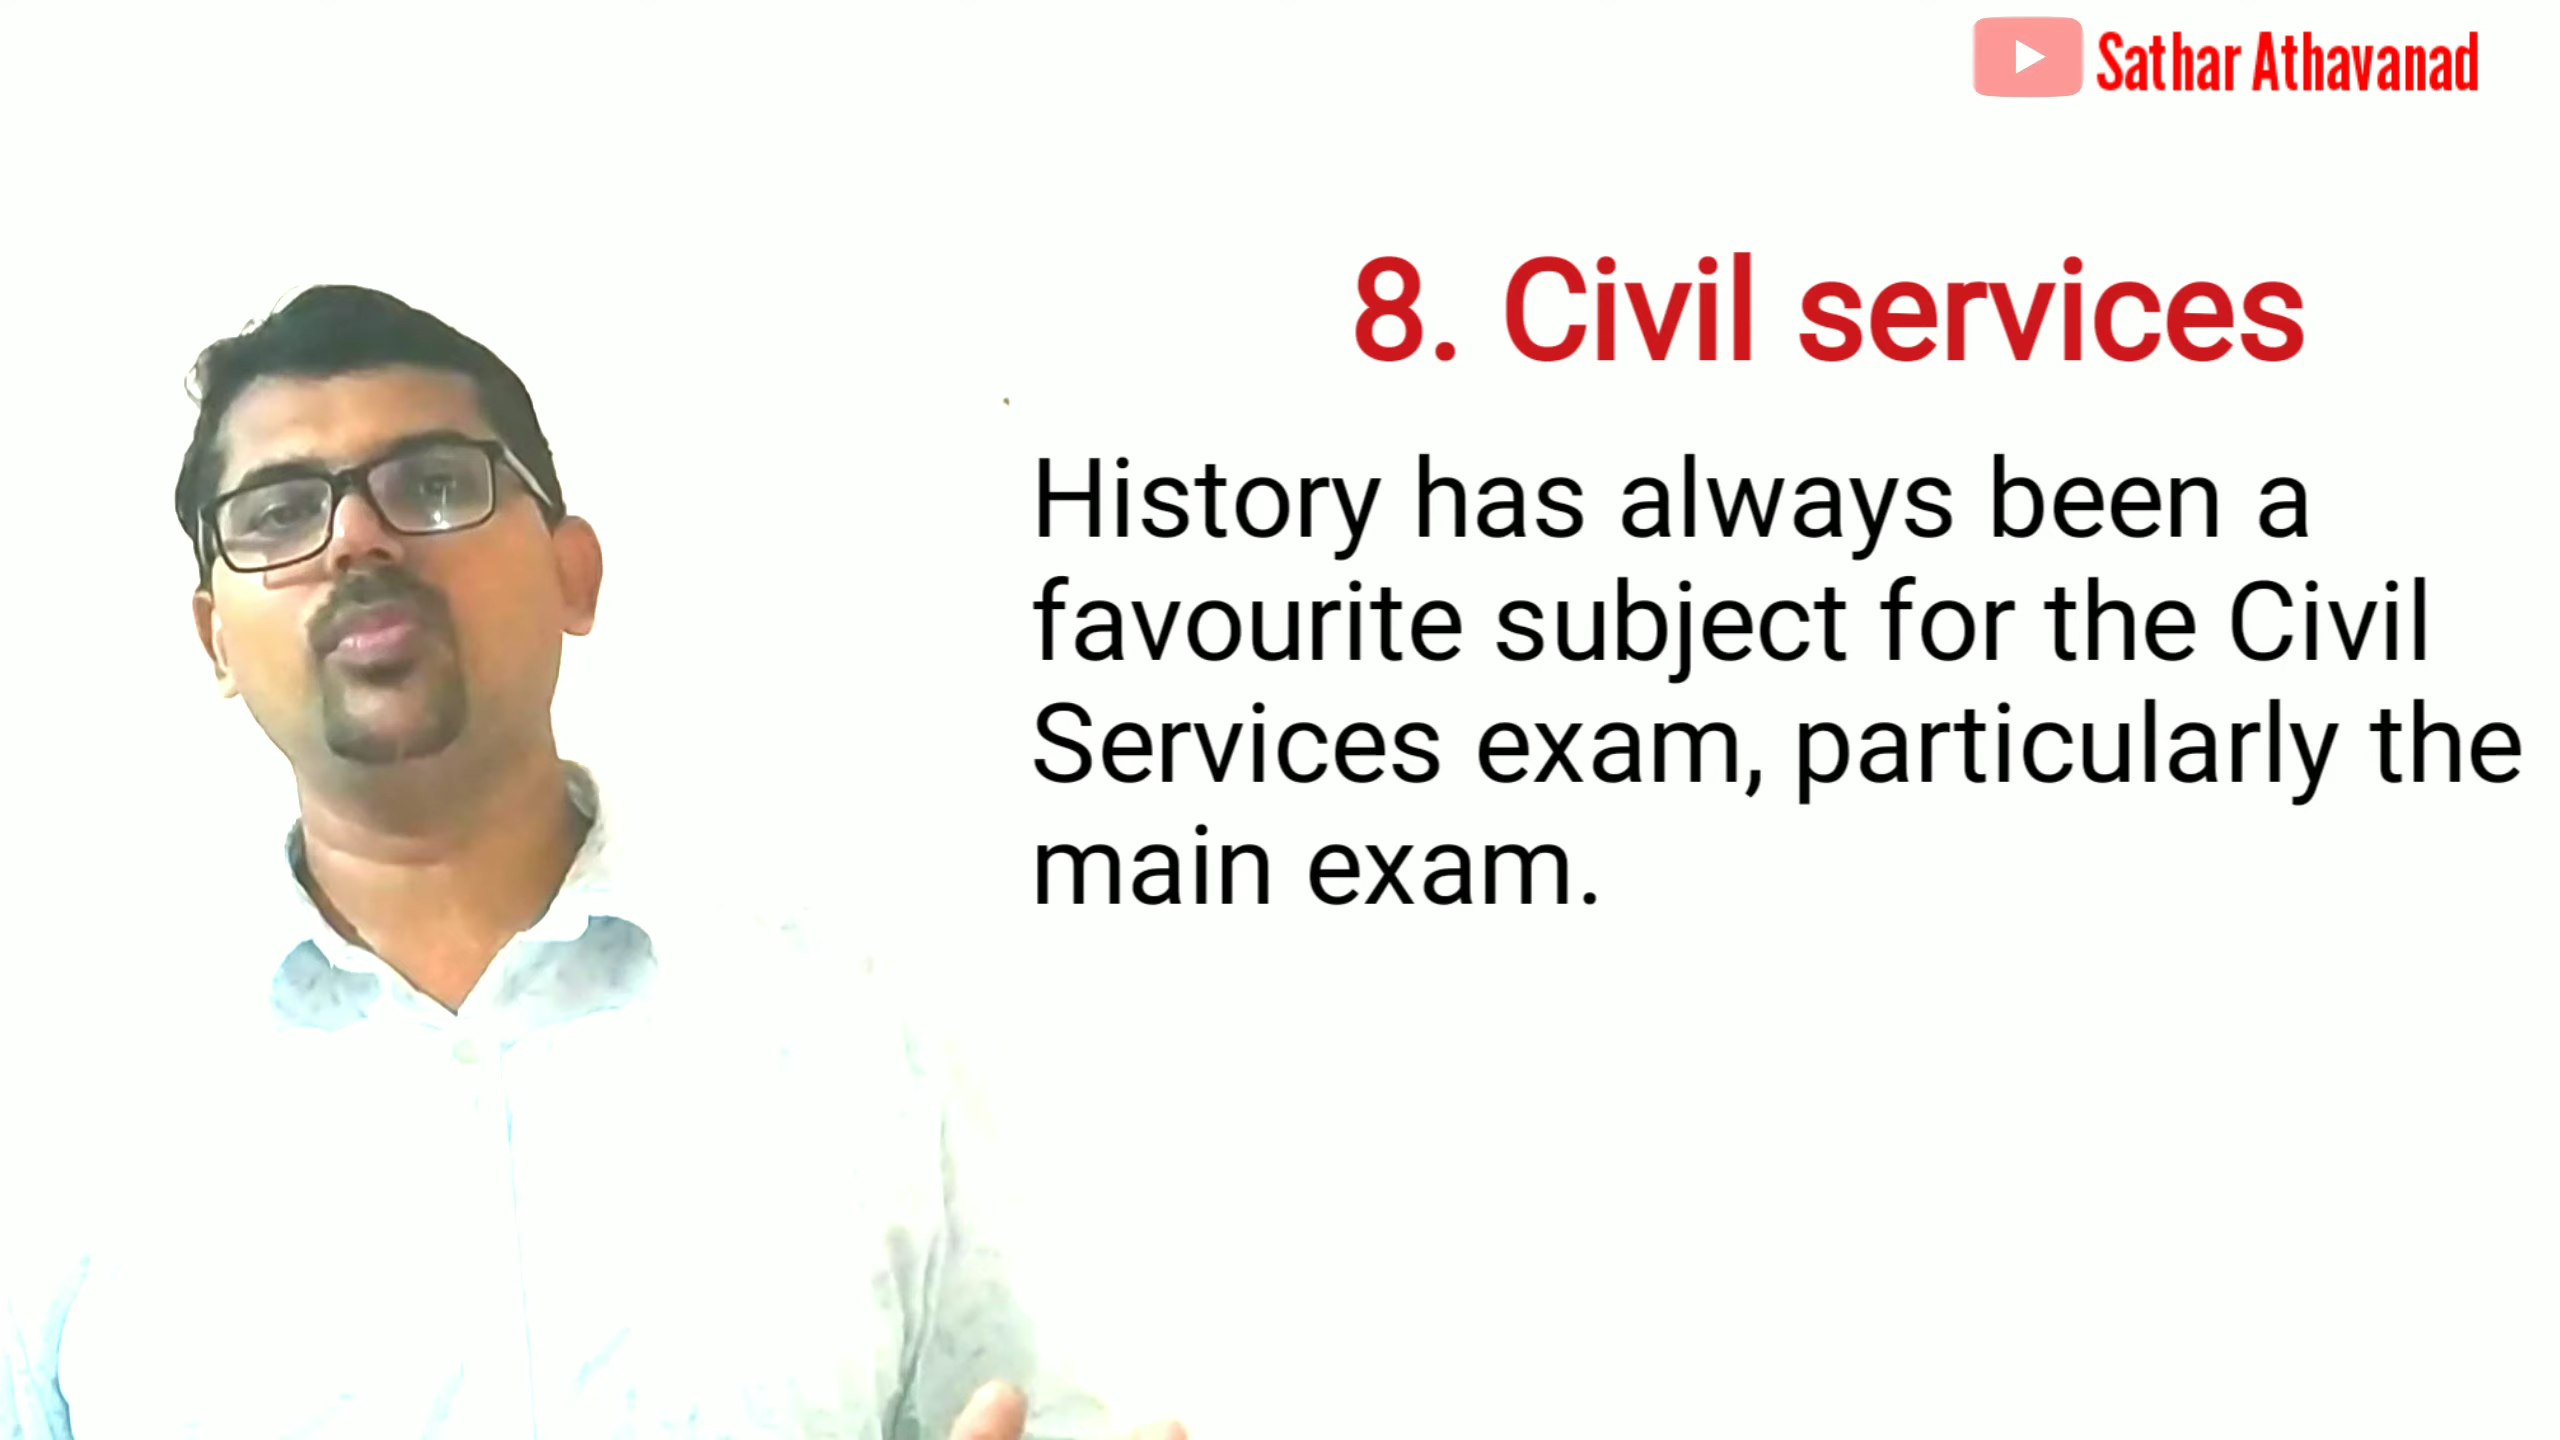 Sathar Athavanad
8. Civil services
History has always been a
favourite subject for the Civil
Services exam, particularly the
main exam.